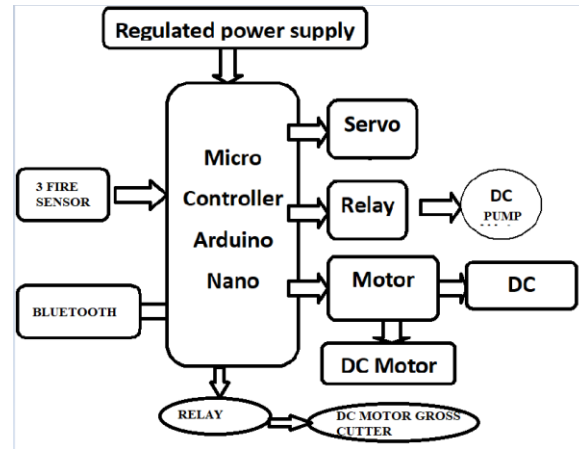 Regulated power supply
Micro
Controller
Arduino
Nano
Servo
3 FIRE
SENSOR
Relay
DC
PUMP
Motor
DC
BLUETOOTH
DC Motor
RELAY
DC MOTOR GROSS
CUTTER